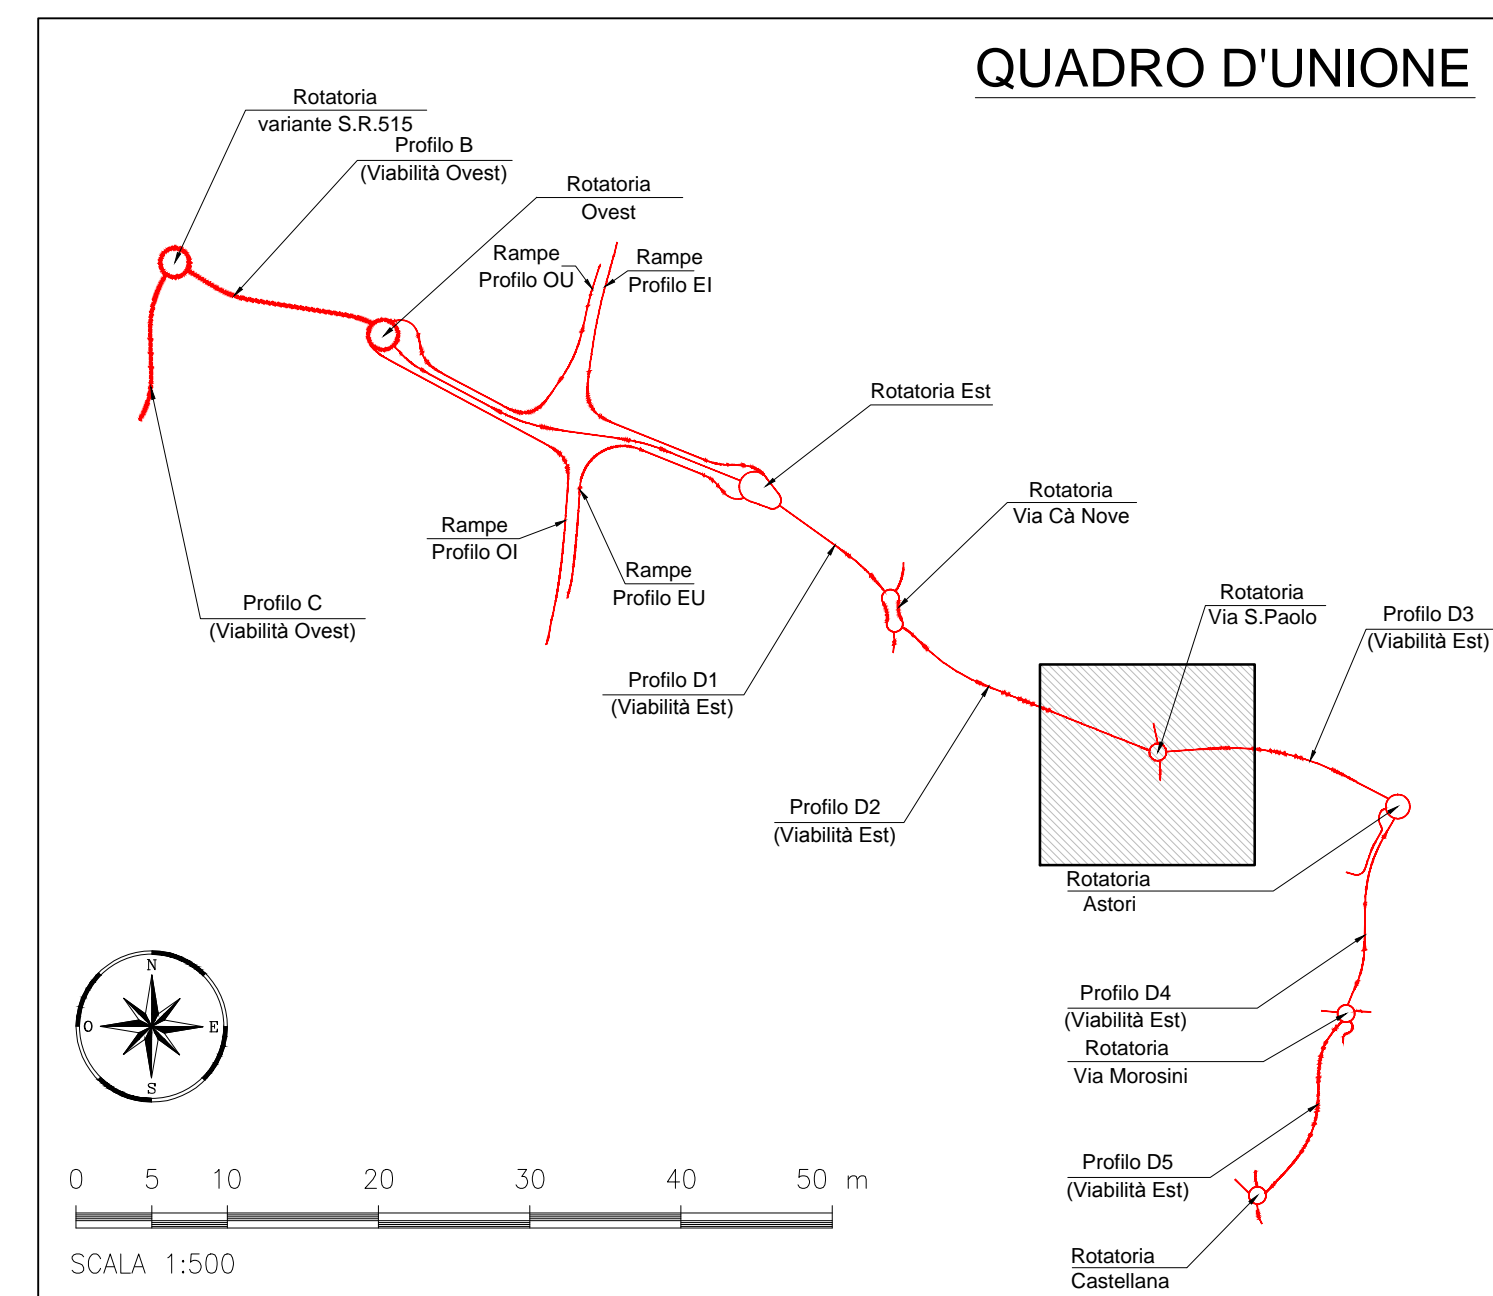 QUADRO D'UNIONE
Rotatoria
variante S.R.515
Profilo B
(Viabilità Ovest)
Rotatoria
Ovest
Rampe
Profilo OU
Rampe
Profilo EI
Rotatoria Est
Rotatoria
Via Cà Nove
Rampe
Profilo OI
Rampe
Profilo EU
Profilo C
(Viabilità Ovest)
Rotatoria
Via S.Paolo
Profilo D3
(Viabilità Est)
Profilo D1
(Viabilità Est)
Profilo D2
(Viabilità Est)
Rotatoria
Astori
Profilo D4
(Viabilità Est)
Rotatoria
Via Morosini
Profilo D5
(Viabilità Est)
Rotatoria
Castellana
N
O E
S
0 5 10 20 30 40 50 m
SCALA 1:500